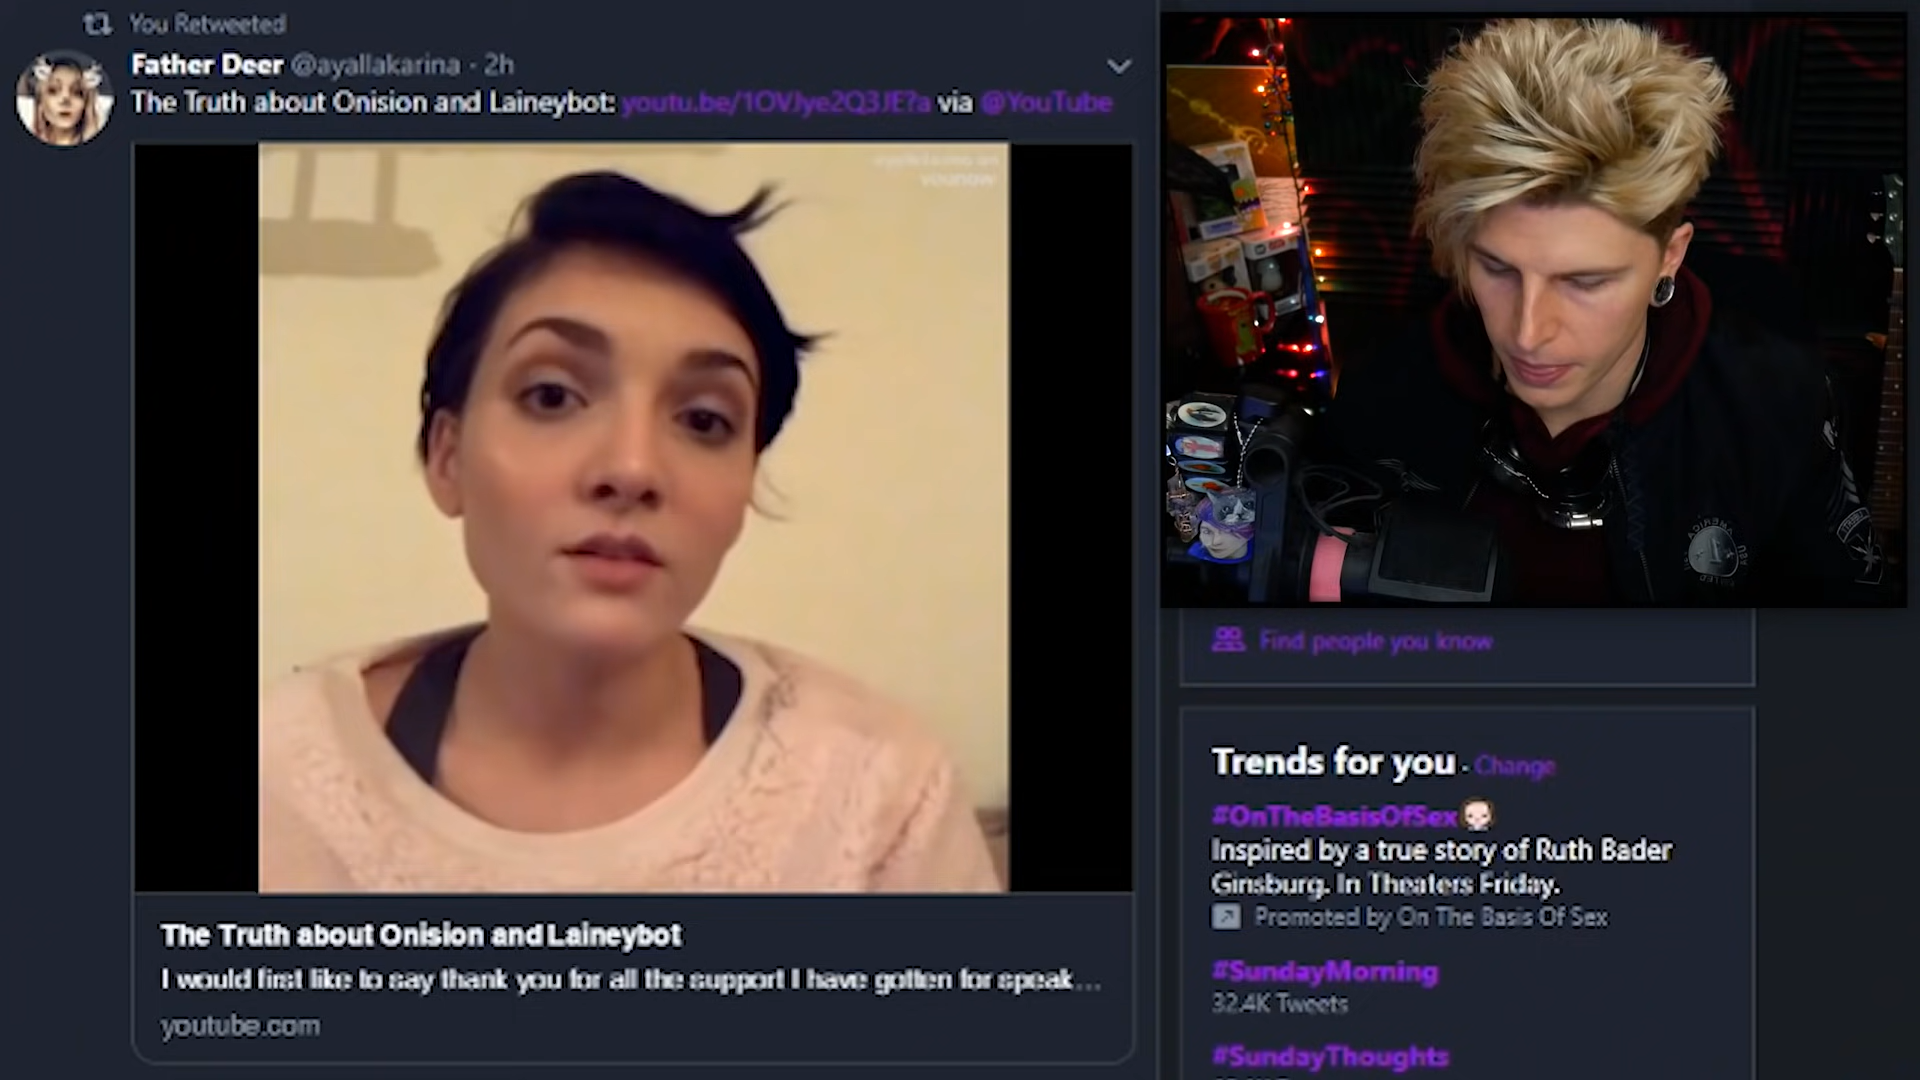 You Retweeted
Father Deer @ayallakarina · 2h
The Truth about Onision and Laineybot: youtu.be/1OVJye2Q3JE?a via @YouTube
younow
The Truth about Onision and Laineybot
I would first like to say thank you for all the support I have gotten for speak...
youtube.com
Find people you know
Trends for you · Change
#OnTheBasisOfSex
Inspired by a true story of Ruth Bader
Ginsburg. In Theaters Friday.
Promoted by On The Basis Of Sex
#SundayMorning
32.4K Tweets
#SundayThoughts